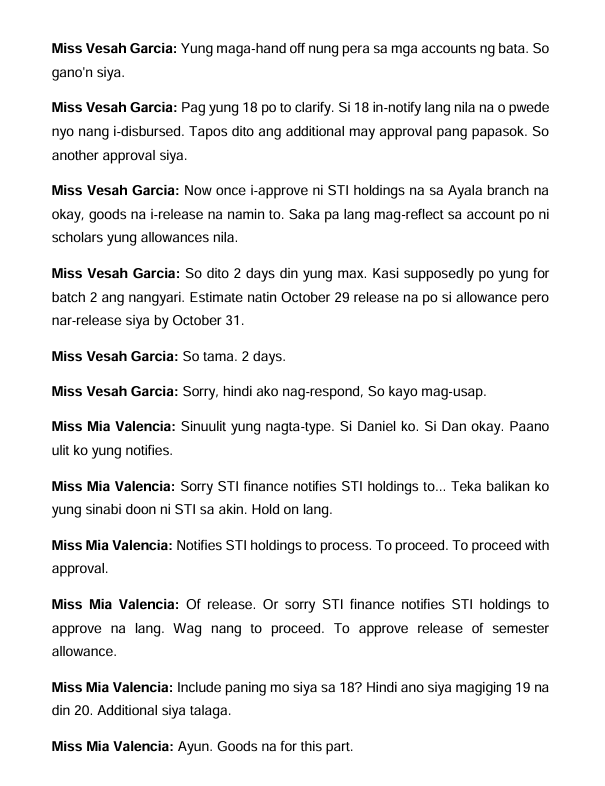 Miss Vesah Garcia: Yung maga-hand off nung pera sa mga accounts ng bata. So
gano'n siya.
Miss Vesah Garcia: Pag yung 18 po to clarify. Si 18 in-notify lang nila na o pwede
nyo nang i-disbursed. Tapos dito ang additional may approval pang papasok. So
another approval siya.
Miss Vesah Garcia: Now once i-approve ni STI holdings na sa Ayala branch na
okay, goods na i-release na namin to. Saka pa lang mag-reflect sa account po ni
scholars yung allowances nila.
Miss Vesah Garcia: So dito 2 days din yung max. Kasi supposedly po yung for
batch 2 ang nangyari. Estimate natin October 29 release na po si allowance pero
nar-release siya by October 31.
Miss Vesah Garcia: So tama. 2 days.
Miss Vesah Garcia: Sorry, hindi ako nag-respond, So kayo mag-usap.
Miss Mia Valencia: Sinuulit yung nagta-type. Si Daniel ko. Si Dan okay. Paano
ulit ko yung notifies.
Miss Mia Valencia: Sorry STI finance notifies STI holdings to... Teka balikan ko
yung sinabi doon ni STI sa akin. Hold on lang.
Miss Mia Valencia: Notifies STI holdings to process. To proceed. To proceed with
approval.
Miss Mia Valencia: Of release. Or sorry STI finance notifies STI holdings to
approve na lang. Wag nang to proceed. To approve release of semester
allowance.
Miss Mia Valencia: Include paning mo siya sa 18? Hindi ano siya magiging 19 na
din 20. Additional siya talaga.
Miss Mia Valencia: Ayun. Goods na for this part.